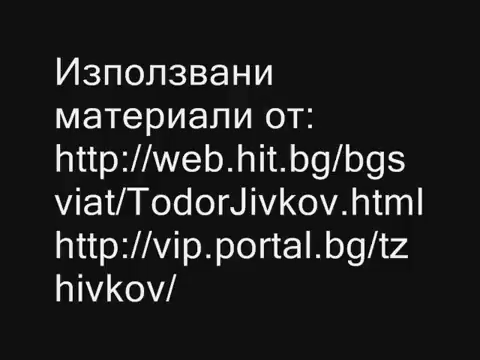 Използвани
материали от:
http://web.hit.bg/bgs
viat/TodorJivkov.html
http://vip.portal.bg/tz
hivkov/